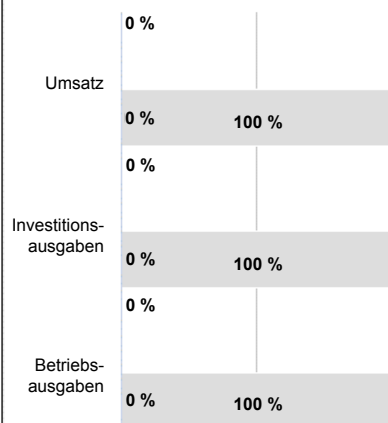 0 %
Umsatz
0 % 100 %
0 %
Investitions-
ausgaben
0 % 100 %
0 %
Betriebs-
ausgaben
0 % 100 %